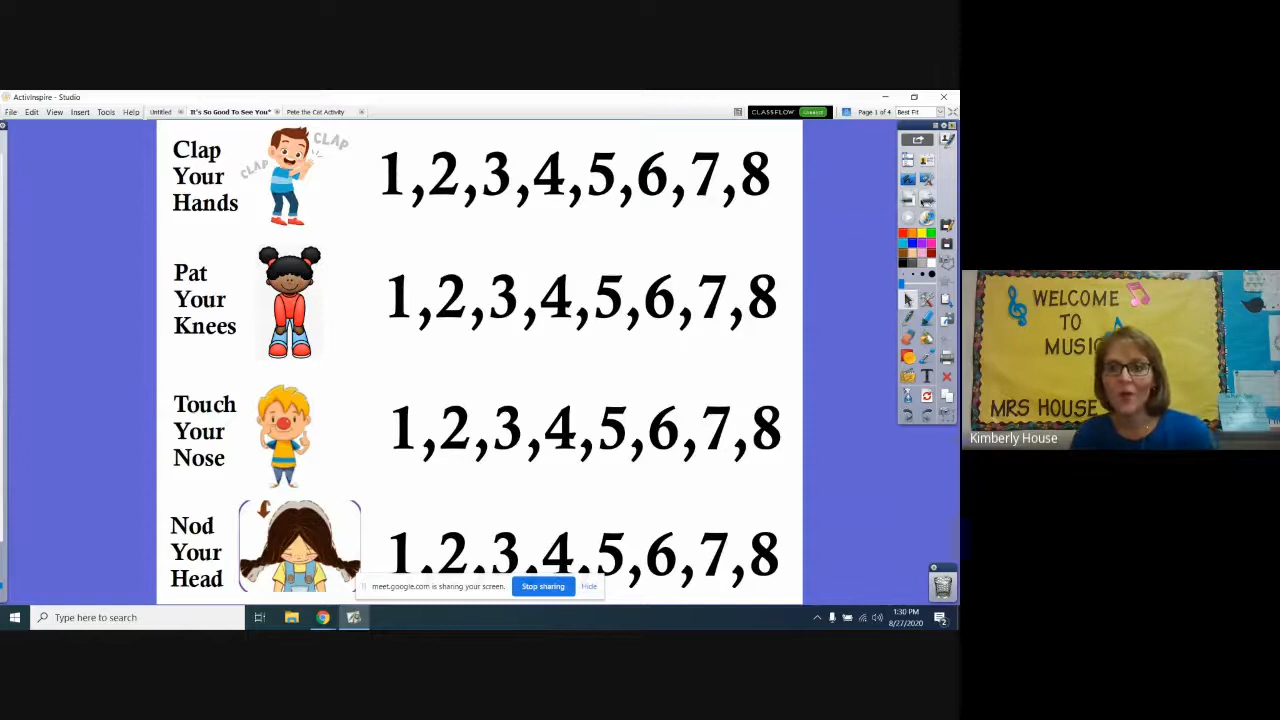 ActivInspire - Studio
File Edit View Insert Tools Help Untitled It's So Good To See You* Pete the Cat Activity CLASSFLOW Connect Page 1 of 4 Best Fit
Clap
Your
Hands
CLAP
CLAP
1,2,3,4,5,6,7,8
Pat
Your
Knees
1,2,3,4,5,6,7,8
Touch
Your
Nose
1,2,3,4,5,6,7,8
Nod
Your
Head
1,2,3,4,5,6,7,8
meet.google.com is sharing your screen. Stop sharing Hide
Type here to search
1:30 PM
8/27/2020
2
WELCOME
TO
MUSIC
MRS HOUSE
Kimberly House